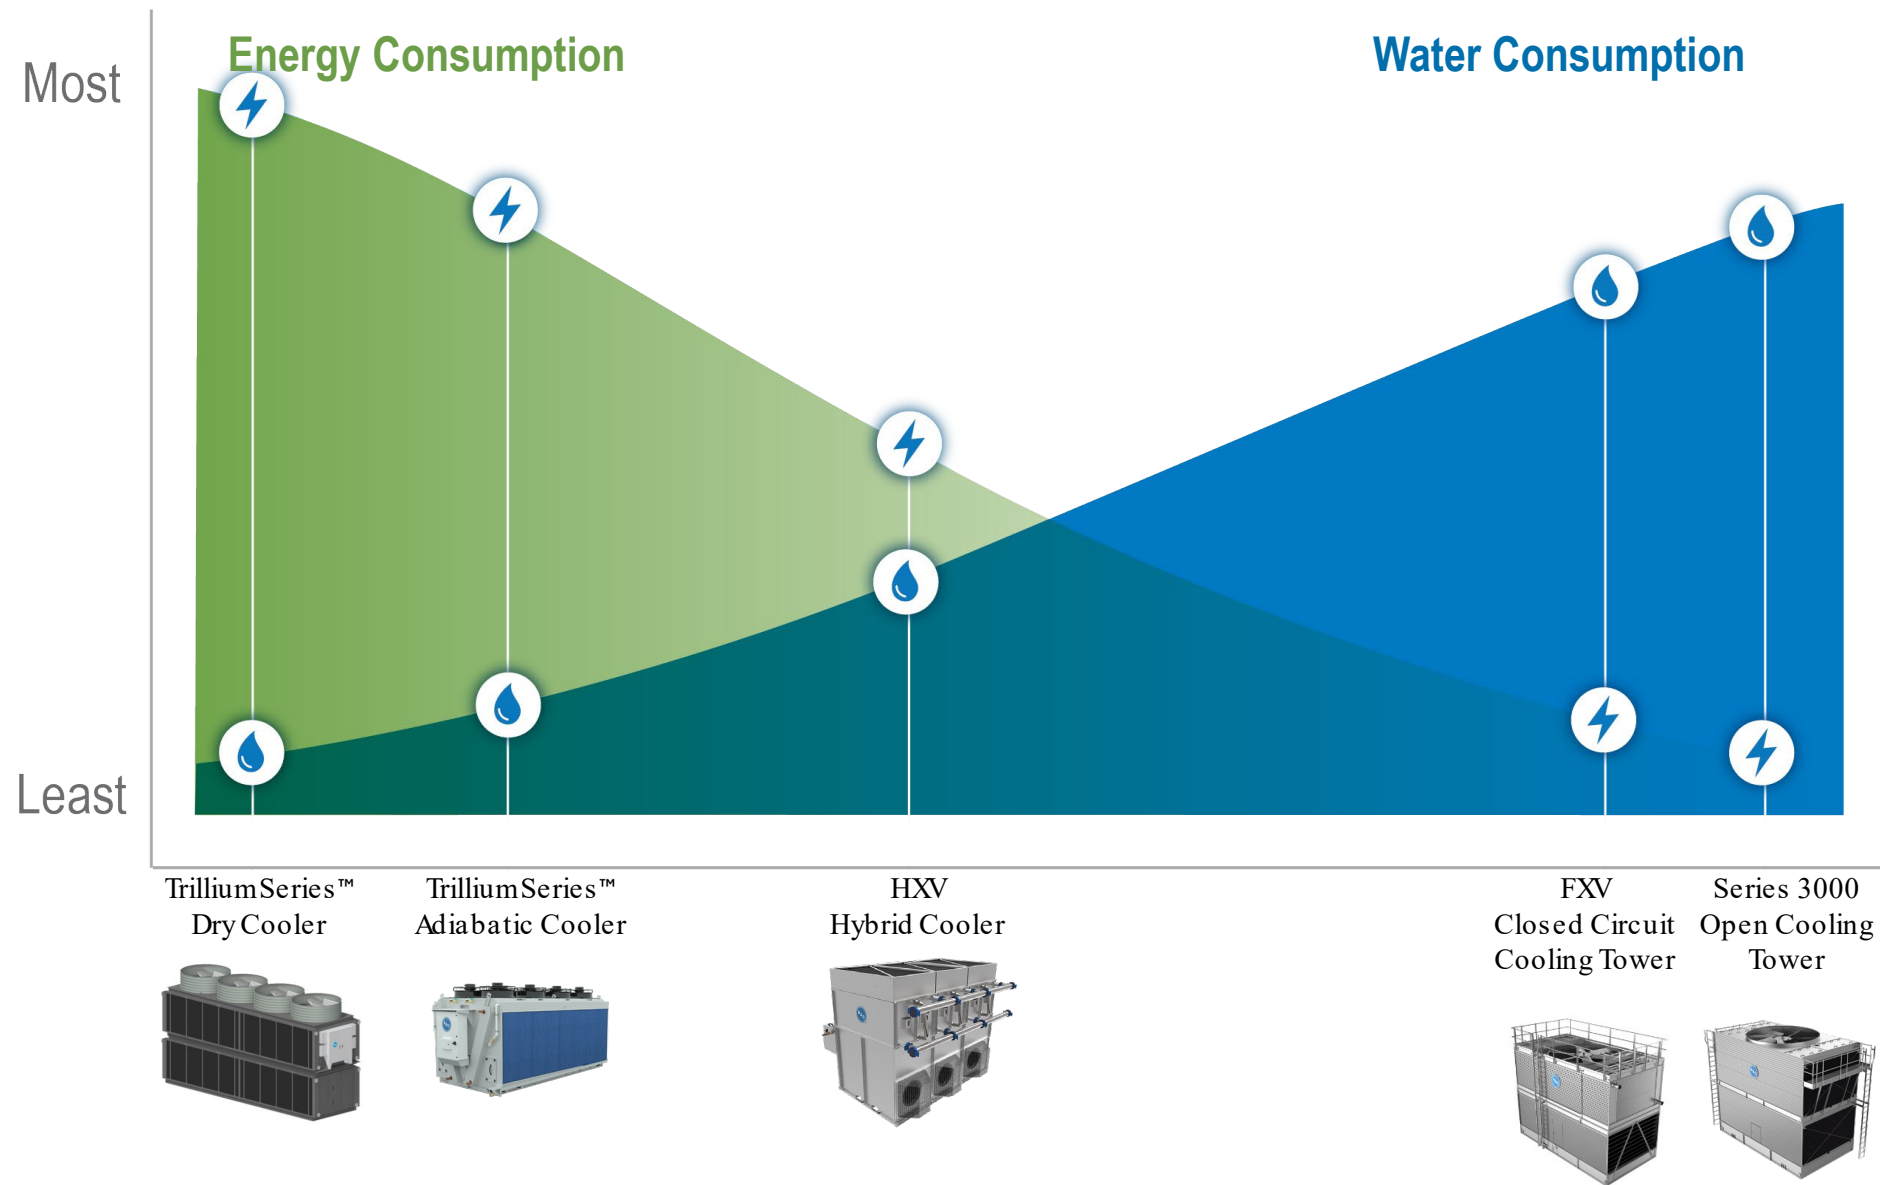 Energy Consumption
Water Consumption
Most
Least
Trillium Series™
Dry Cooler
Trillium Series™
Adiabatic Cooler
HXV
Hybrid Cooler
FXV
Closed Circuit
Cooling Tower
Series 3000
Open Cooling
Tower